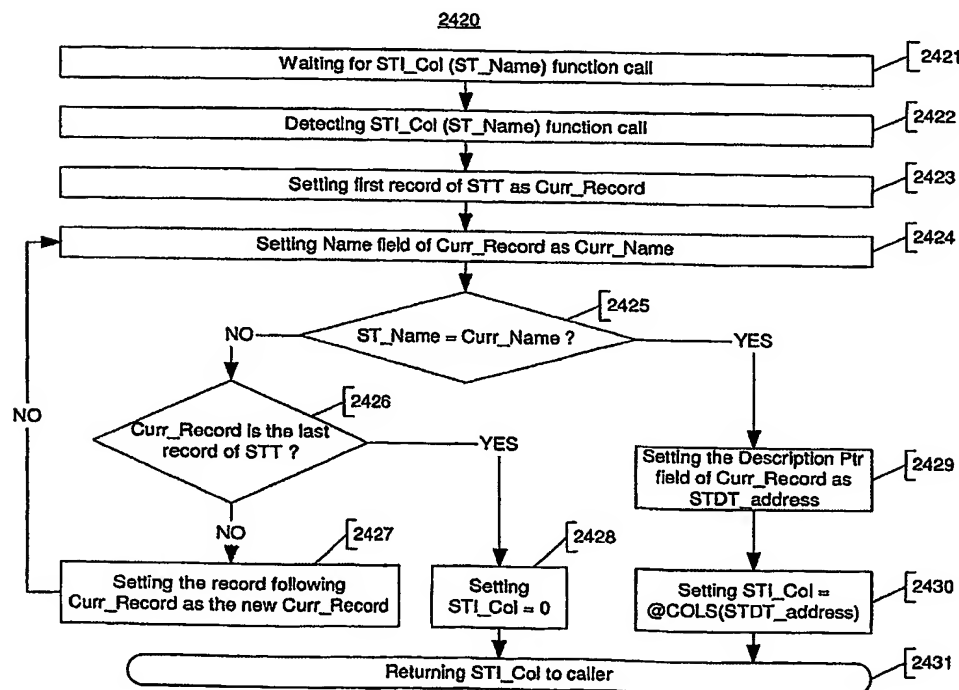 2420
Waiting for STI_Col (ST_Name) function call
2421
Detecting STI_Col (ST_Name) function call
2422
Setting first record of STT as Curr_Record
2423
Setting Name field of Curr_Record as Curr_Name
2424
2425
ST_Name = Curr_Name ?
NO
YES
2426
Curr_Record is the last
record of STT ?
NO
YES
NO
Setting the Description Ptr
field of Curr_Record as
STDT_address
2429
2427
Setting the record following
Curr_Record as the new Curr_Record
2428
Setting
STI_Col = 0
Setting STI_Col =
@COLS(STDT_address)
2430
Returning STI_Col to caller
2431